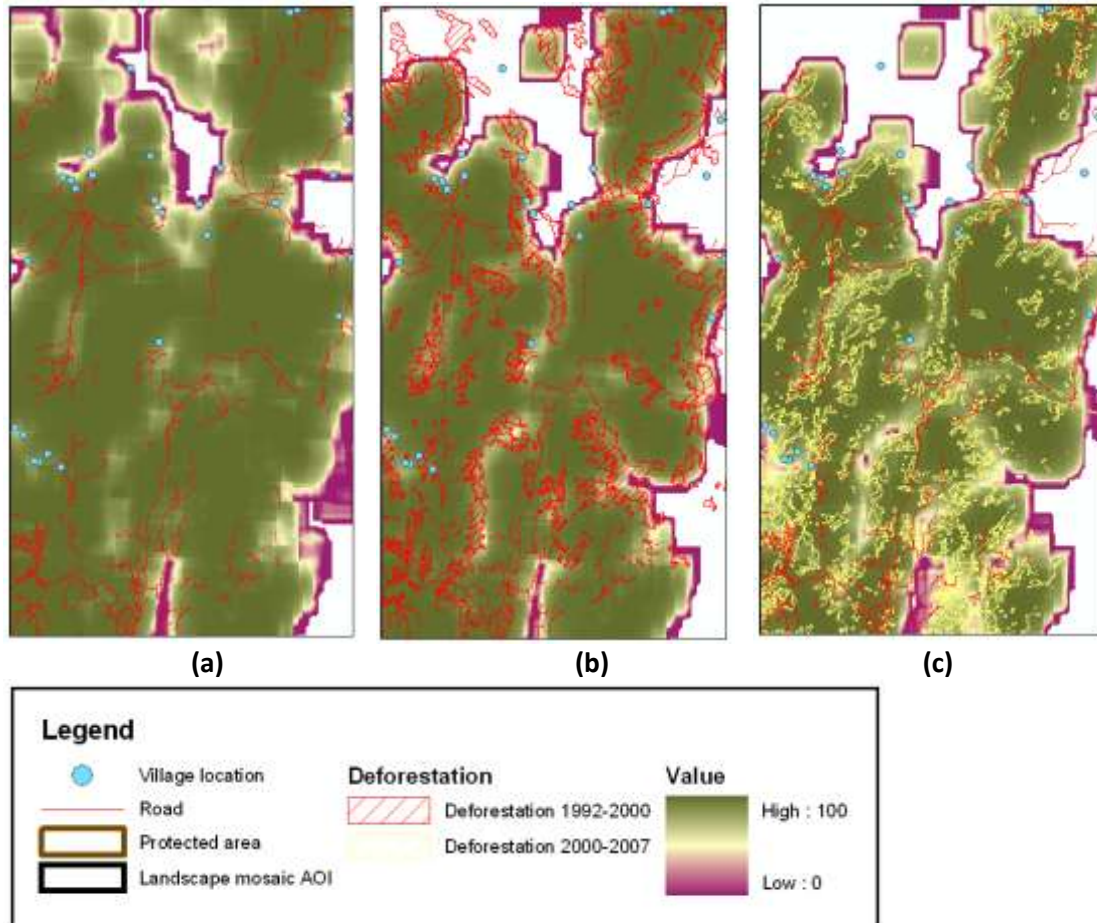 (a) (b) (c)
Legend
Village location
Road
Protected area
Landscape mosaic AOI
Deforestation
Deforestation 1992-2000
Deforestation 2000-2007
Value
High : 100
Low : 0